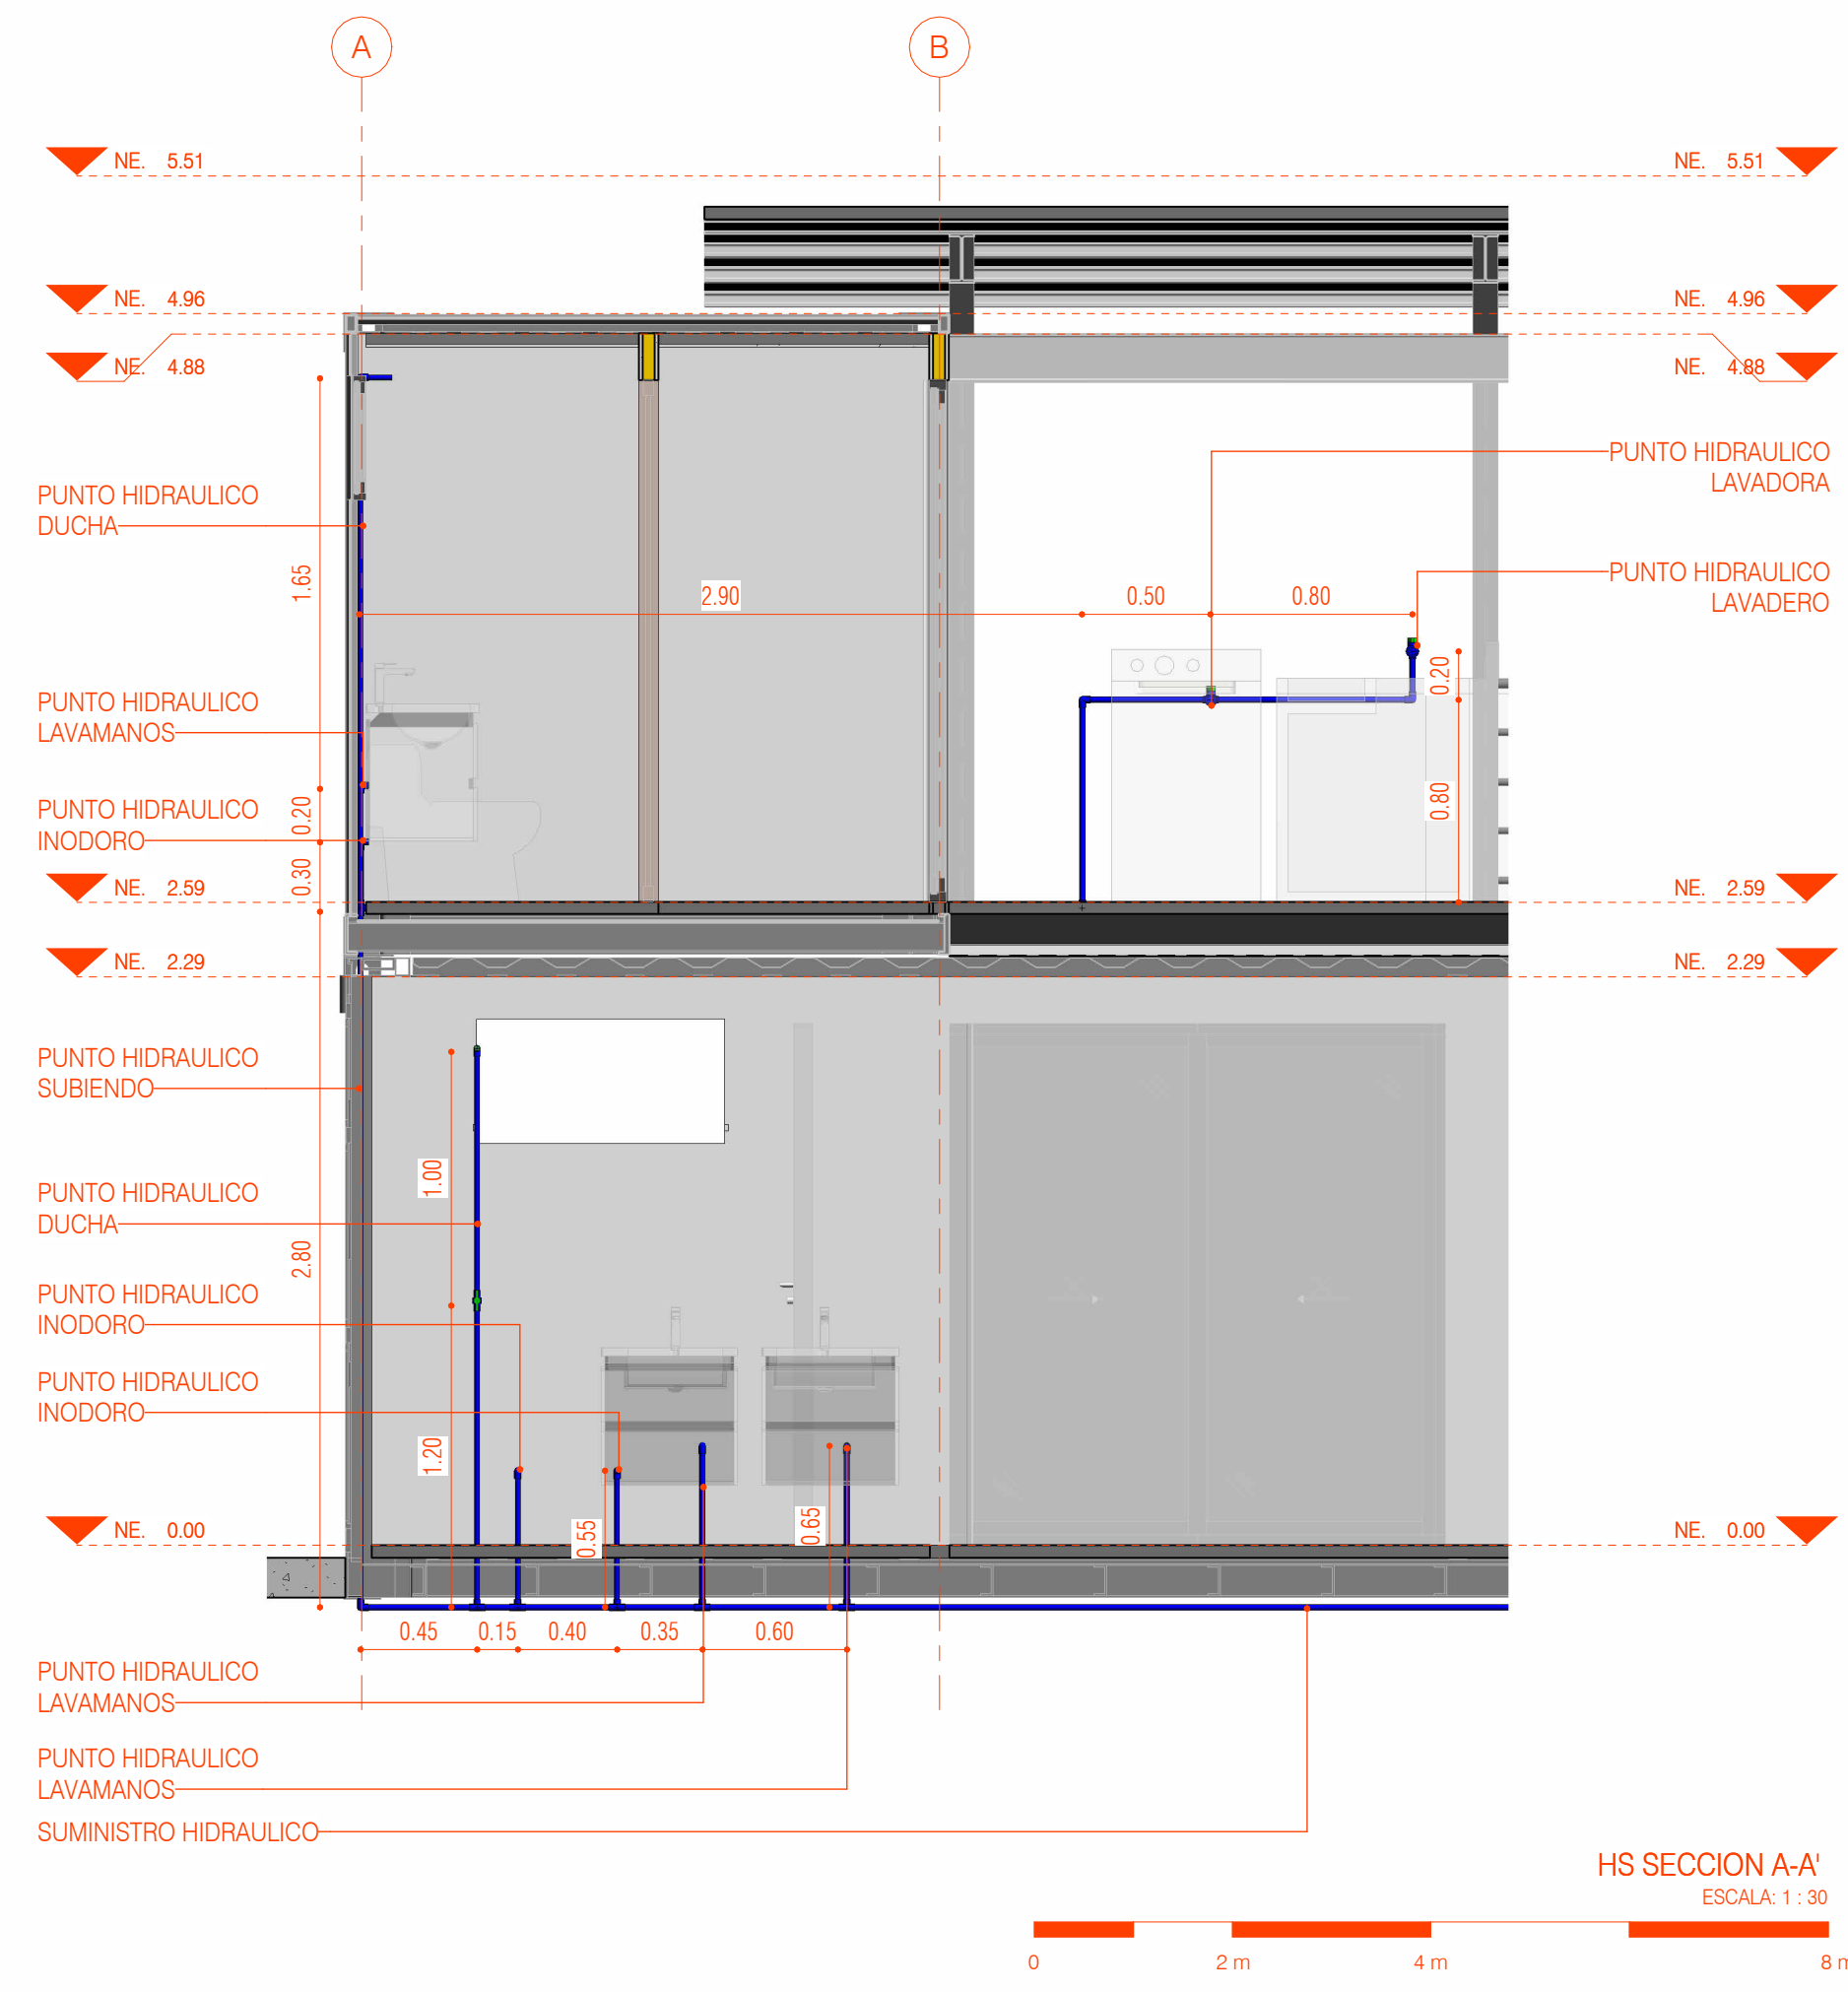 A
B
NE. 5.51
NE. 5.51
NE. 4.96
NE. 4.96
NE. 4.88
NE. 4.88
PUNTO HIDRAULICO
LAVADORA
PUNTO HIDRAULICO
DUCHA
PUNTO HIDRAULICO
LAVADERO
1.65
2.90
0.50
0.80
0.20
PUNTO HIDRAULICO
LAVAMANOS
0.80
PUNTO HIDRAULICO
INODORO
0.20
0.30
NE. 2.59
NE. 2.59
NE. 2.29
NE. 2.29
PUNTO HIDRAULICO
SUBIENDO
1.00
PUNTO HIDRAULICO
DUCHA
2.80
PUNTO HIDRAULICO
INODORO
PUNTO HIDRAULICO
INODORO
1.20
0.55
0.65
NE. 0.00
NE. 0.00
0.45
0.15
0.40
0.35
0.60
PUNTO HIDRAULICO
LAVAMANOS
PUNTO HIDRAULICO
LAVAMANOS
SUMINISTRO HIDRAULICO
HS SECCION A-A'
ESCALA: 1 : 30
0
2 m
4 m
8 m